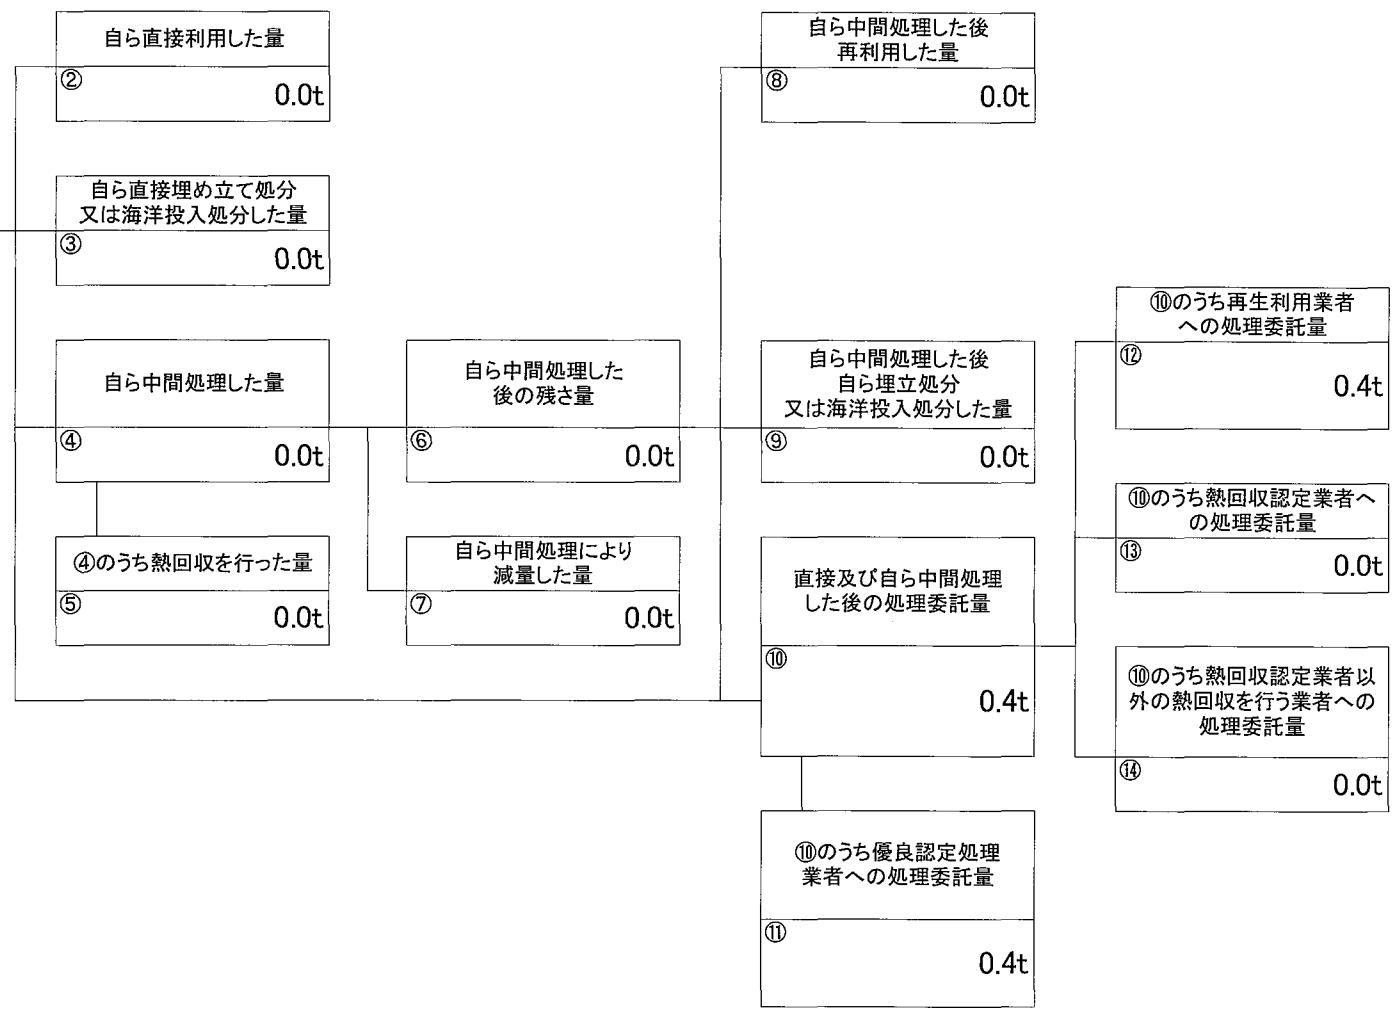 自ら直接利用した量
②
0.0t
自ら直接埋め立て処分
又は海洋投入処分した量
③
0.0t
自ら中間処理した量
④
0.0t
④のうち熱回収を行った量
⑤
0.0t
自ら中間処理した
後の残さ量
⑥
0.0t
自ら中間処理により
減量した量
⑦
0.0t
自ら中間処理した後
再利用した量
⑧
0.0t
自ら中間処理した後
自ら埋立処分
又は海洋投入処分した量
⑨
0.0t
直接及び自ら中間処理
した後の処理委託量
⑩
0.4t
⑩のうち優良認定処理
業者への処理委託量
⑪
0.4t
⑩のうち再生利用業者
への処理委託量
⑫
0.4t
⑩のうち熱回収認定業者へ
の処理委託量
⑬
0.0t
⑩のうち熱回収認定業者以
外の熱回収を行う業者への
処理委託量
⑭
0.0t